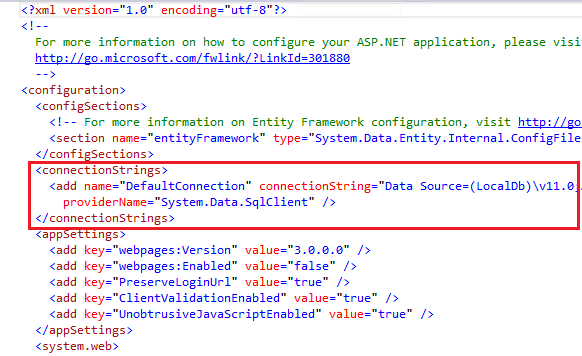 <?xml version="1.0" encoding="utf-8"?>
<!--
For more information on how to configure your ASP.NET application, please visi
http://go.microsoft.com/fwlink/?LinkId=301880
-->
<configuration>
<configSections>
<!-- For more information on Entity Framework configuration, visit http://go
<section name="entityFramework" type="System.Data.Entity.Internal.ConfigFile
</configSections>
<connectionStrings>
<add name="DefaultConnection" connectionString="Data Source=(LocalDb)\v11.0;
providerName="System.Data.SqlClient" />
</connectionStrings>
<appSettings>
<add key="webpages:Version" value="3.0.0.0" />
<add key="webpages:Enabled" value="false" />
<add key="PreserveLoginUrl" value="true" />
<add key="ClientValidationEnabled" value="true" />
<add key="UnobtrusiveJavaScriptEnabled" value="true" />
</appSettings>
<system.web>